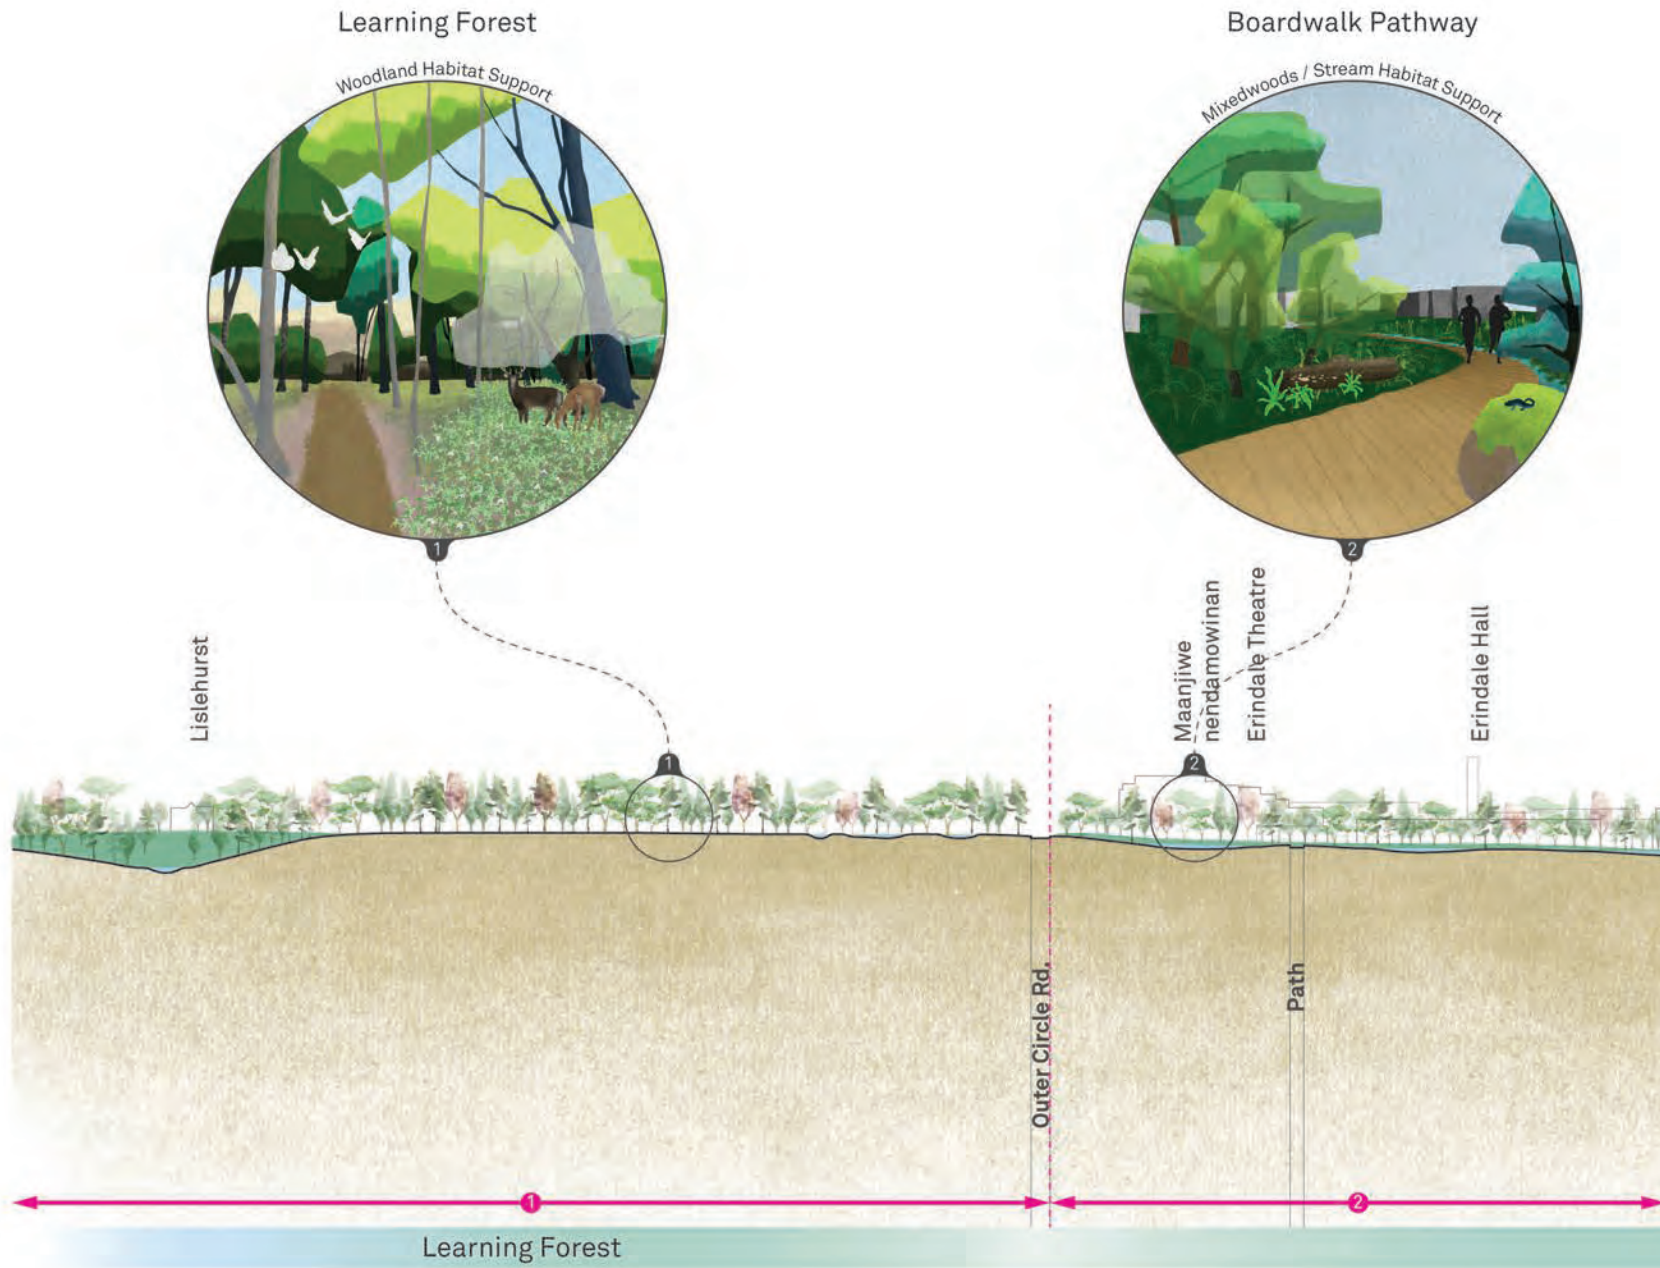 Learning Forest
Boardwalk Pathway
Woodland Habitat Support
Mixedwoods / Stream Habitat Support
1
2
Lislehurst
Maanjiwe
nendamowinan
Erindale Theatre
Erindale Hall
1
2
Outer Circle Rd.
Path
1
2
Learning Forest